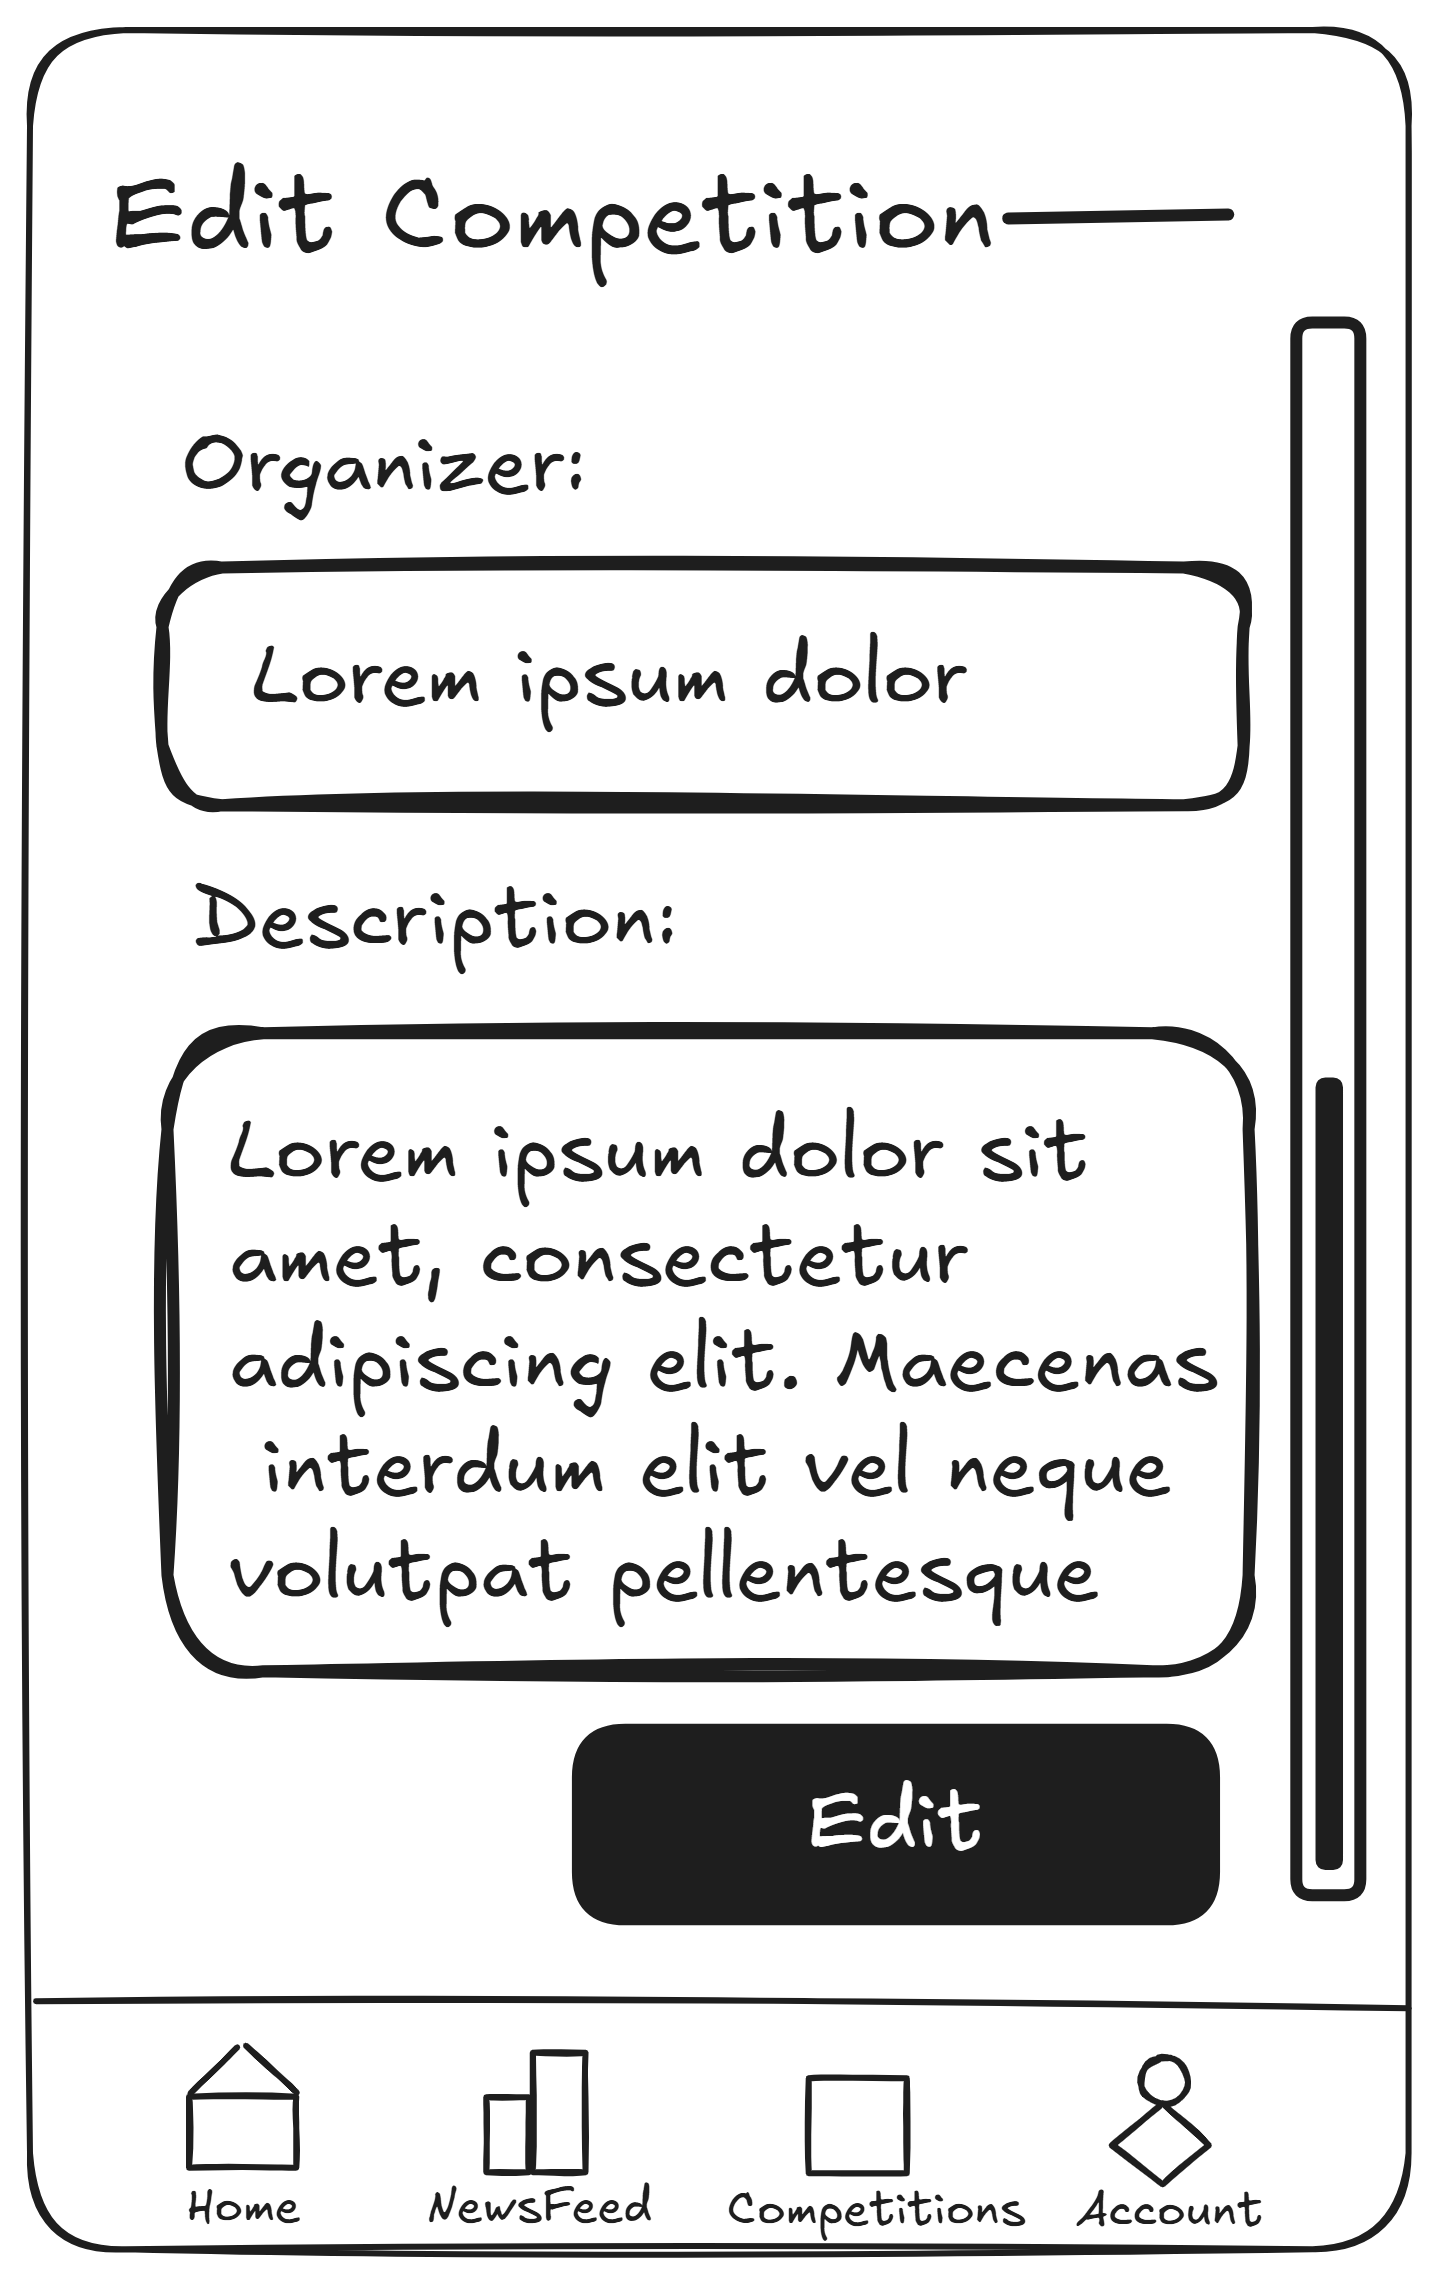 Edit Competition
Organizer:
Lorem ipsum dolor
Description:
Lorem ipsum dolor sit
amet, consectetur
adipiscing elit. Maecenas
interdum elit vel neque
volutpat pellentesque
Edit
Home NewsFeed Competitions Account